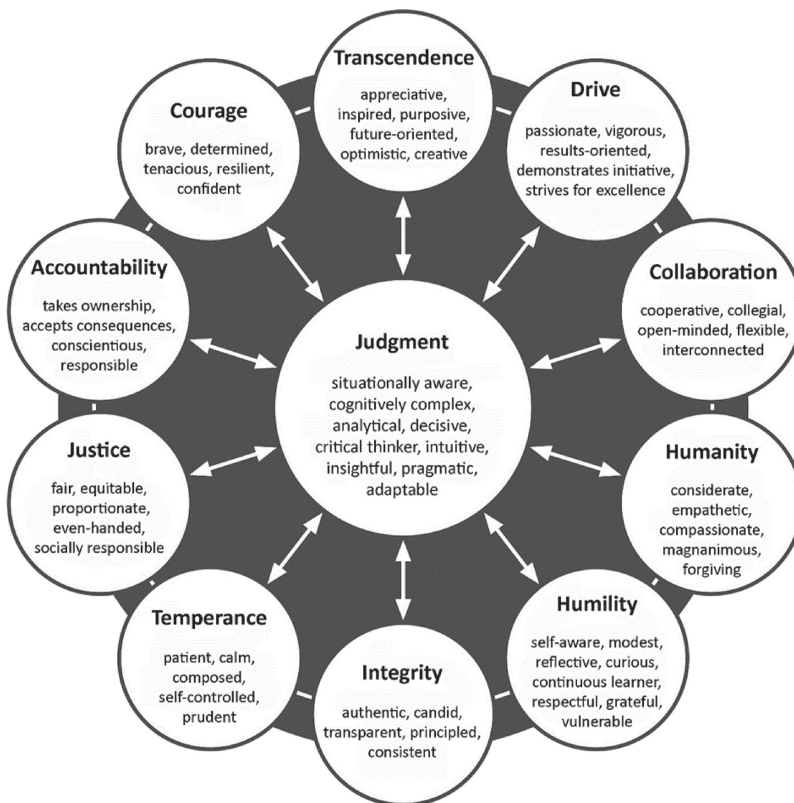 Transcendence
appreciative,
inspired, purposive,
future-oriented,
optimistic, creative
Drive
passionate, vigorous,
results-oriented,
demonstrates initiative,
strives for excellence
Collaboration
cooperative, collegial,
open-minded, flexible,
interconnected
Humanity
considerate,
empathetic,
compassionate,
magnanimous,
forgiving
Humility
self-aware, modest,
reflective, curious,
continuous learner,
respectful, grateful,
vulnerable
Integrity
authentic, candid,
transparent, principled,
consistent
Temperance
patient, calm,
composed,
self-controlled,
prudent
Justice
fair, equitable,
proportionate,
even-handed,
socially responsible
Accountability
takes ownership,
accepts consequences,
conscientious,
responsible
Courage
brave, determined,
tenacious, resilient,
confident
Judgment
situationally aware,
cognitively complex,
analytical, decisive,
critical thinker, intuitive,
insightful, pragmatic,
adaptable